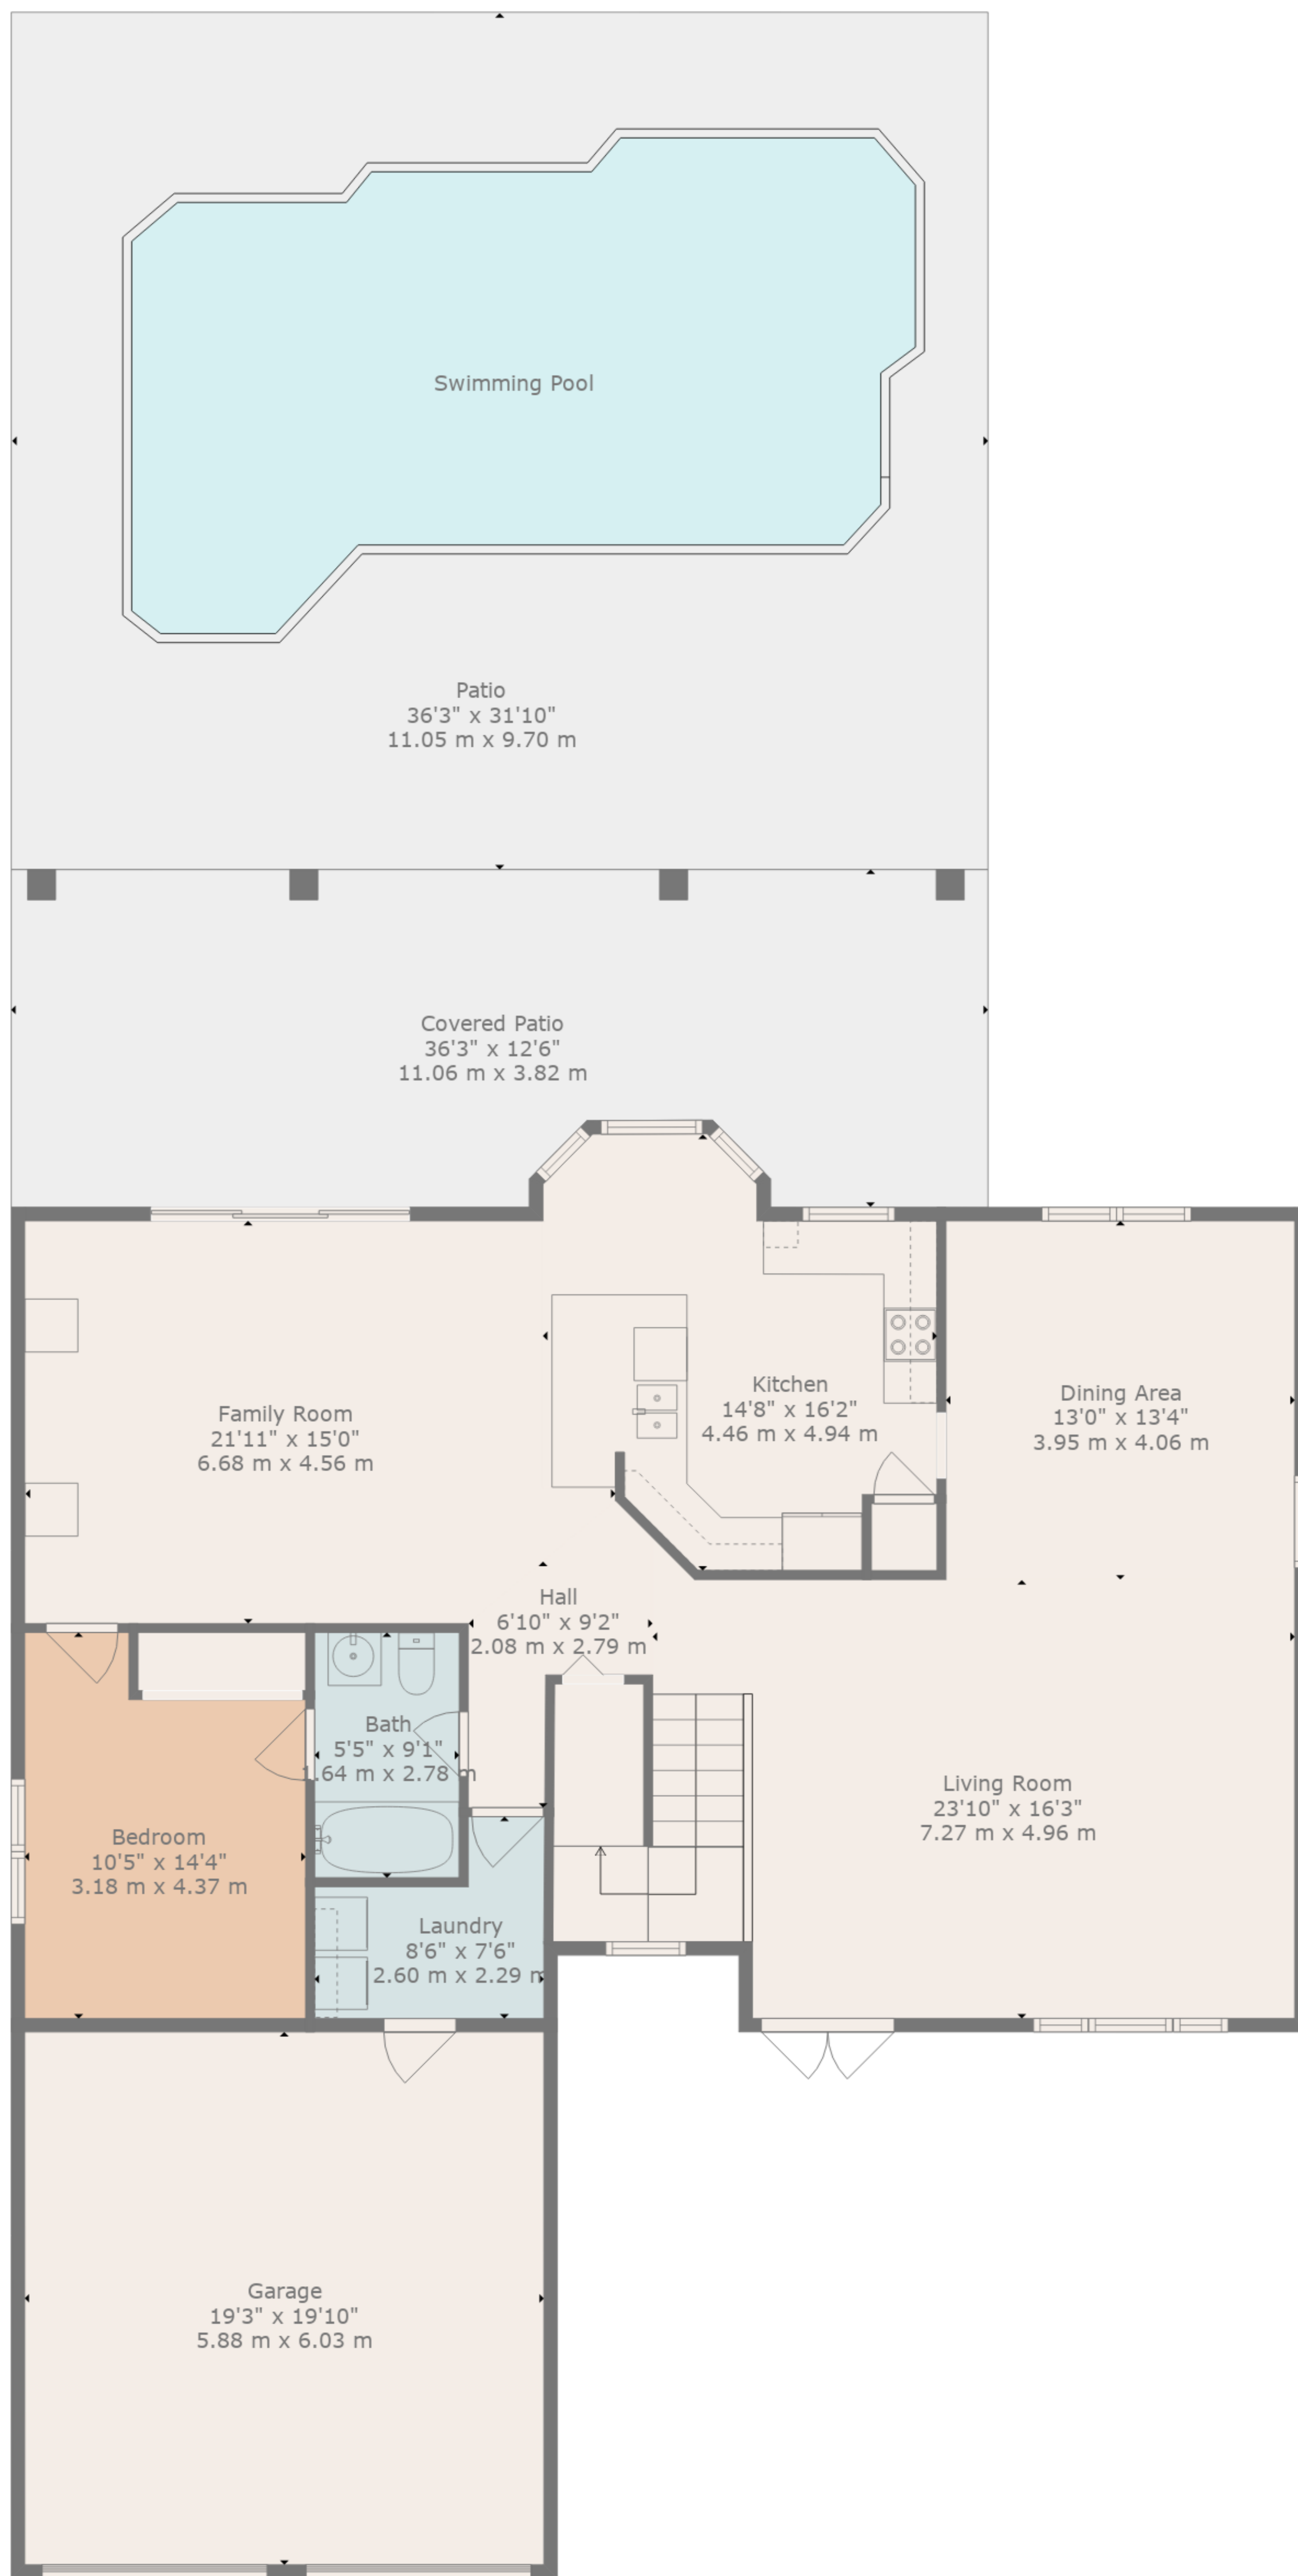 Swimming Pool
Patio
36'3" x 31'10"
11.05 m x 9.70 m
Covered Patio
36'3" x 12'6"
11.06 m x 3.82 m
Kitchen
14'8" x 16'2"
4.46 m x 4.94 m
Dining Area
13'0" x 13'4"
3.95 m x 4.06 m
Family Room
21'11" x 15'0"
6.68 m x 4.56 m
Hall
6'10" x 9'2"
2.08 m x 2.79 m
Bath
5'5" x 9'1"
1.64 m x 2.78 m
Living Room
23'10" x 16'3"
7.27 m x 4.96 m
Bedroom
10'5" x 14'4"
3.18 m x 4.37 m
Laundry
8'6" x 7'6"
2.60 m x 2.29 m
Garage
19'3" x 19'10"
5.88 m x 6.03 m